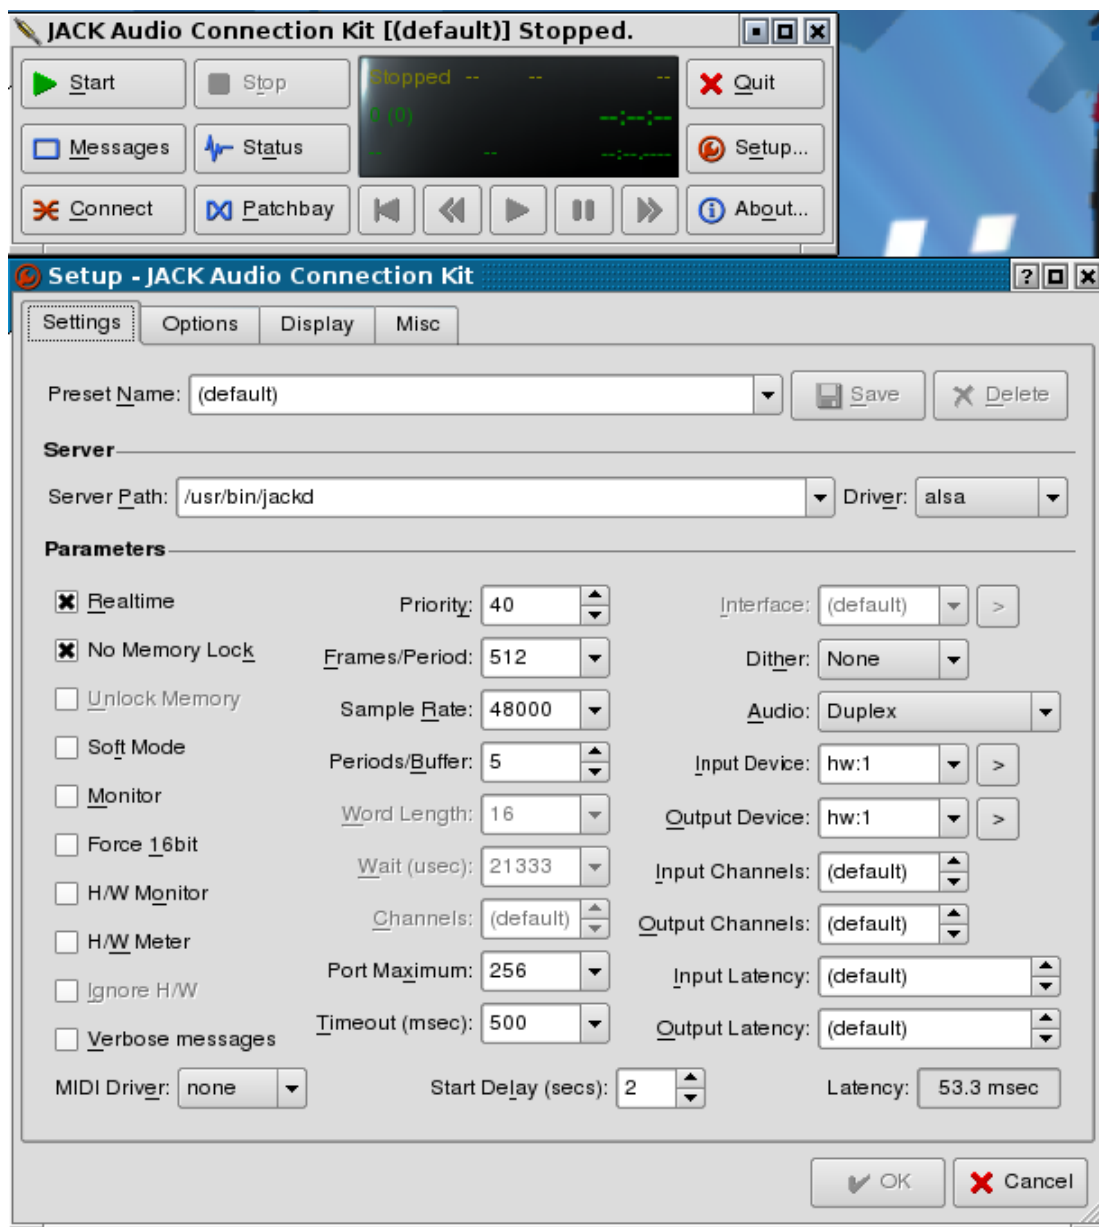 JACK Audio Connection Kit [(default)] Stopped.
Start
Stop
Stopped -- -- --
Quit
0 (0) --:--:--
Messages
Status
-- -- --:--.----
Setup...
Connect
Patchbay
About...
Setup - JACK Audio Connection Kit
Settings Options Display Misc
Preset Name: (default) Save Delete
Server
Server Path: /usr/bin/jackd Driver: alsa
Parameters
Realtime Priority: 40 Interface: (default) >
No Memory Lock Frames/Period: 512 Dither: None
Unlock Memory Sample Rate: 48000 Audio: Duplex
Soft Mode Periods/Buffer: 5 Input Device: hw:1 >
Monitor Word Length: 16 Output Device: hw:1 >
Force 16bit Wait (usec): 21333 Input Channels: (default)
H/W Monitor Channels: (default) Output Channels: (default)
H/W Meter Port Maximum: 256 Input Latency: (default)
Ignore H/W Timeout (msec): 500 Output Latency: (default)
Verbose messages
MIDI Driver: none Start Delay (secs): 2 Latency: 53.3 msec
OK Cancel